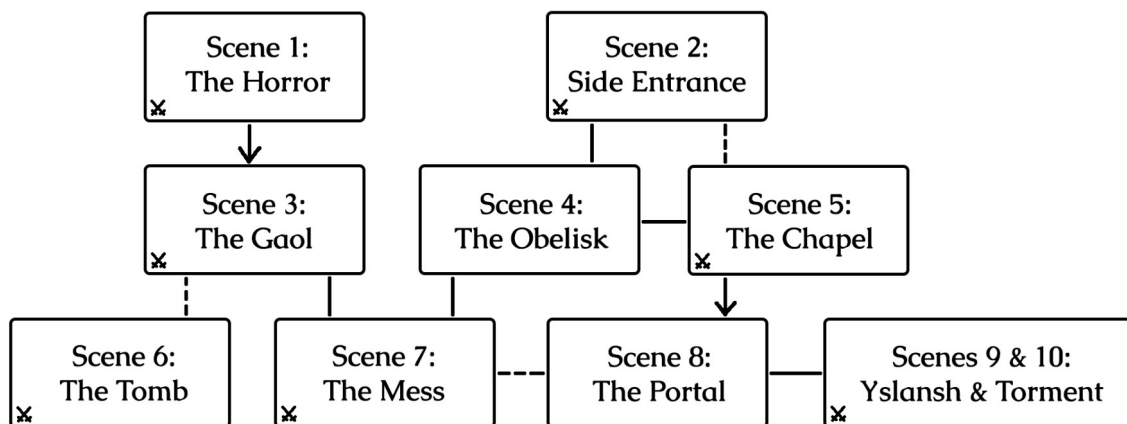 Scene 1:
The Horror
Scene 2:
Side Entrance
Scene 3:
The Gaol
Scene 4:
The Obelisk
Scene 5:
The Chapel
Scene 6:
The Tomb
Scene 7:
The Mess
Scene 8:
The Portal
Scenes 9 & 10:
Yslansh & Torment